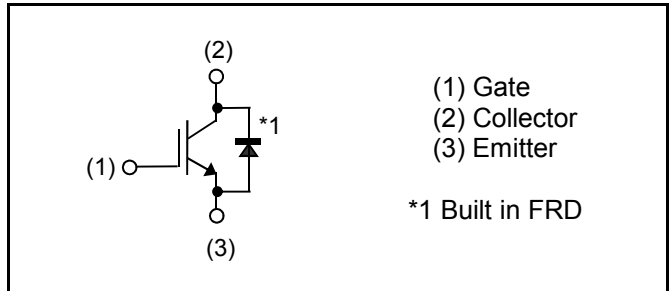 (2)
*1
(1)
(3)
(1) Gate
(2) Collector
(3) Emitter
*1 Built in FRD